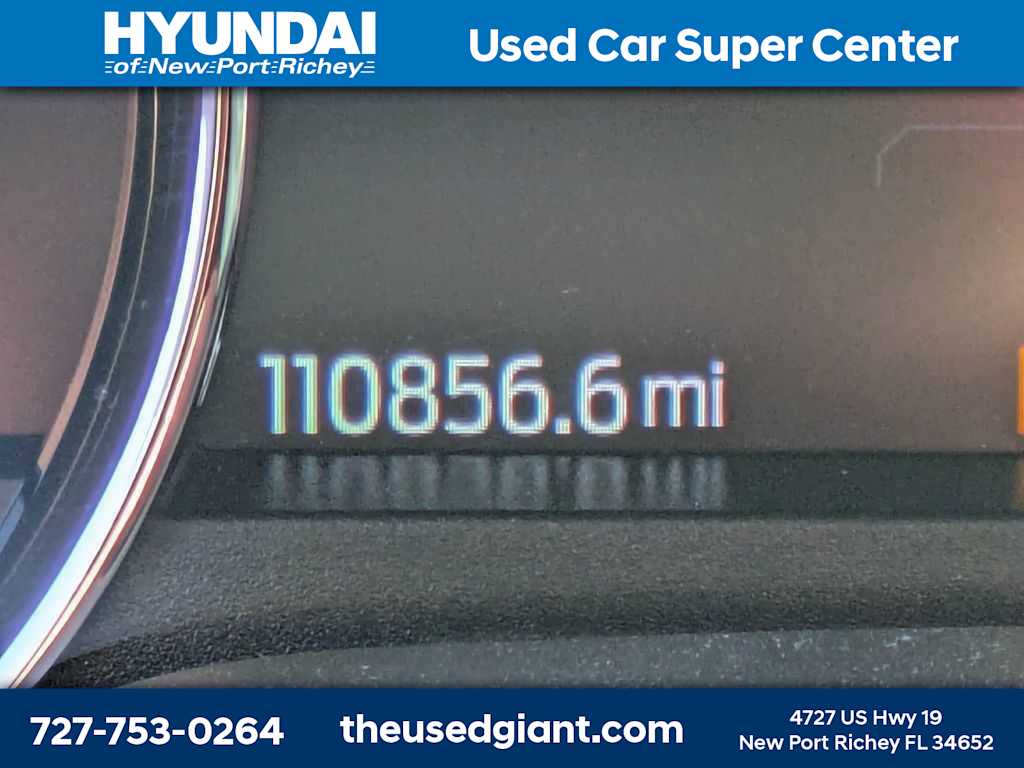 HYUNDAI
of New Port Richey
Used Car Super Center
110856.6 mi
727-753-0264
theusedgiant.com
4727 US Hwy 19
New Port Richey FL 34652